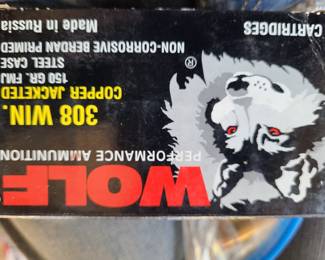 WOLF
PERFORMANCE AMMUNITION
308 WIN.
COPPER JACKETED
150 GR. FMJ
STEEL CASE
NON-CORROSIVE BERDAN PRIMED
Made in Russia
CARTRIDGES
®